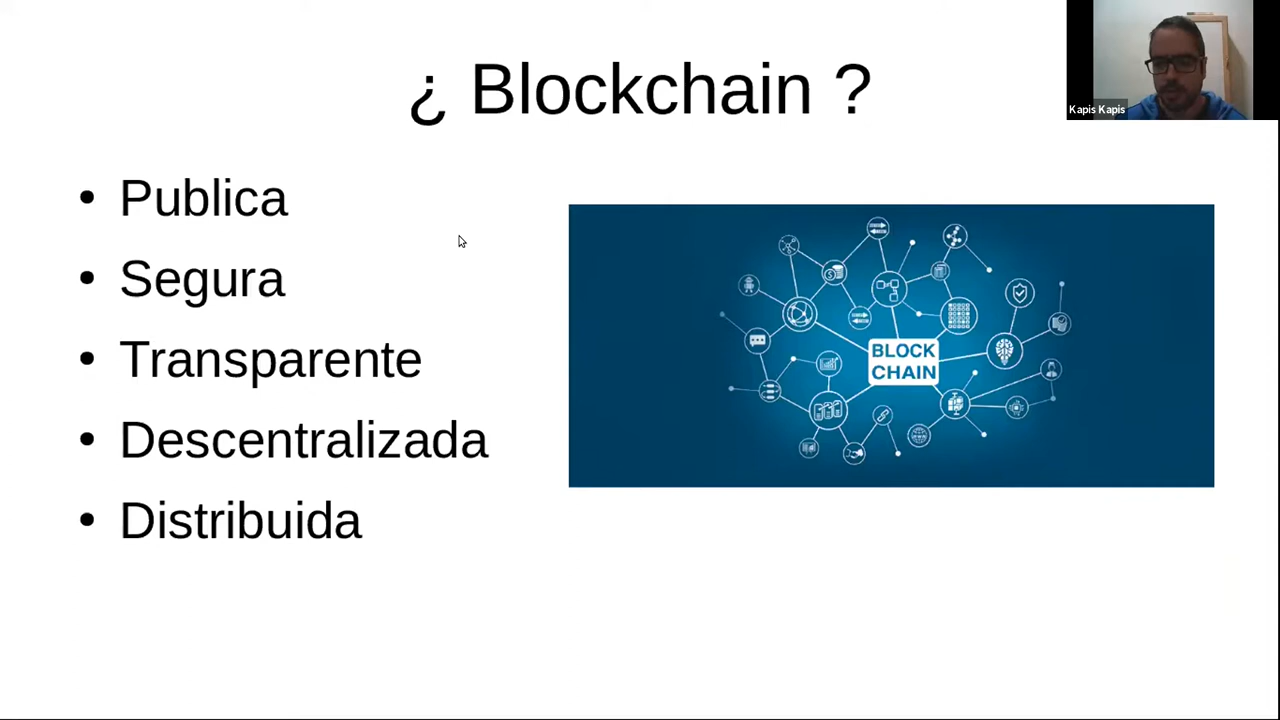 ¿ Blockchain ?
Kapis Kapis
• Publica
• Segura
• Transparente
• Descentralizada
• Distribuida
BLOCK
CHAIN